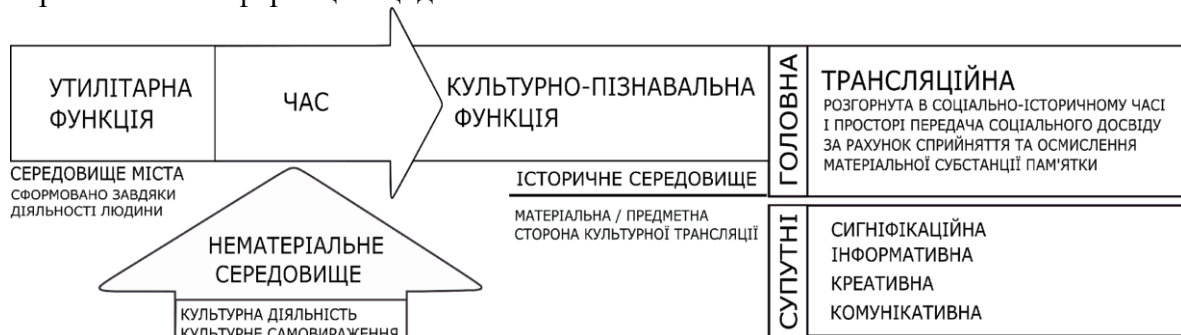 УТИЛІТАРНА
ФУНКЦІЯ
ЧАС
КУЛЬТУРНО-ПІЗНАВАЛЬНА
ФУНКЦІЯ
ГОЛОВНА
ТРАНСЛЯЦІЙНА
РОЗГОРНУТА В СОЦІАЛЬНО-ІСТОРИЧНОМУ ЧАСІ
І ПРОСТОРІ ПЕРЕДАЧА СОЦІАЛЬНОГО ДОСВІДУ
ЗА РАХУНОК СПРИЙНЯТТЯ ТА ОСМИСЛЕННЯ
МАТЕРІАЛЬНОЇ СУБСТАНЦІЇ ПАМ'ЯТКИ
СЕРЕДОВИЩЕ МІСТА
СФОРМОВАНО ЗАВДЯКИ
ДІЯЛЬНОСТІ ЛЮДИНИ
ІСТОРИЧНЕ СЕРЕДОВИЩЕ
МАТЕРІАЛЬНА / ПРЕДМЕТНА
СТОРОНА КУЛЬТУРНОЇ ТРАНСЛЯЦІЇ
НЕМАТЕРІАЛЬНЕ
СЕРЕДОВИЩЕ
КУЛЬТУРНА ДІЯЛЬНІСТЬ
КУЛЬТУРНЕ САМОВИРАЖЕННЯ
СУПУТНІ
СИГНІФІКАЦІЙНА
ІНФОРМАТИВНА
КРЕАТИВНА
КОМУНІКАТИВНА